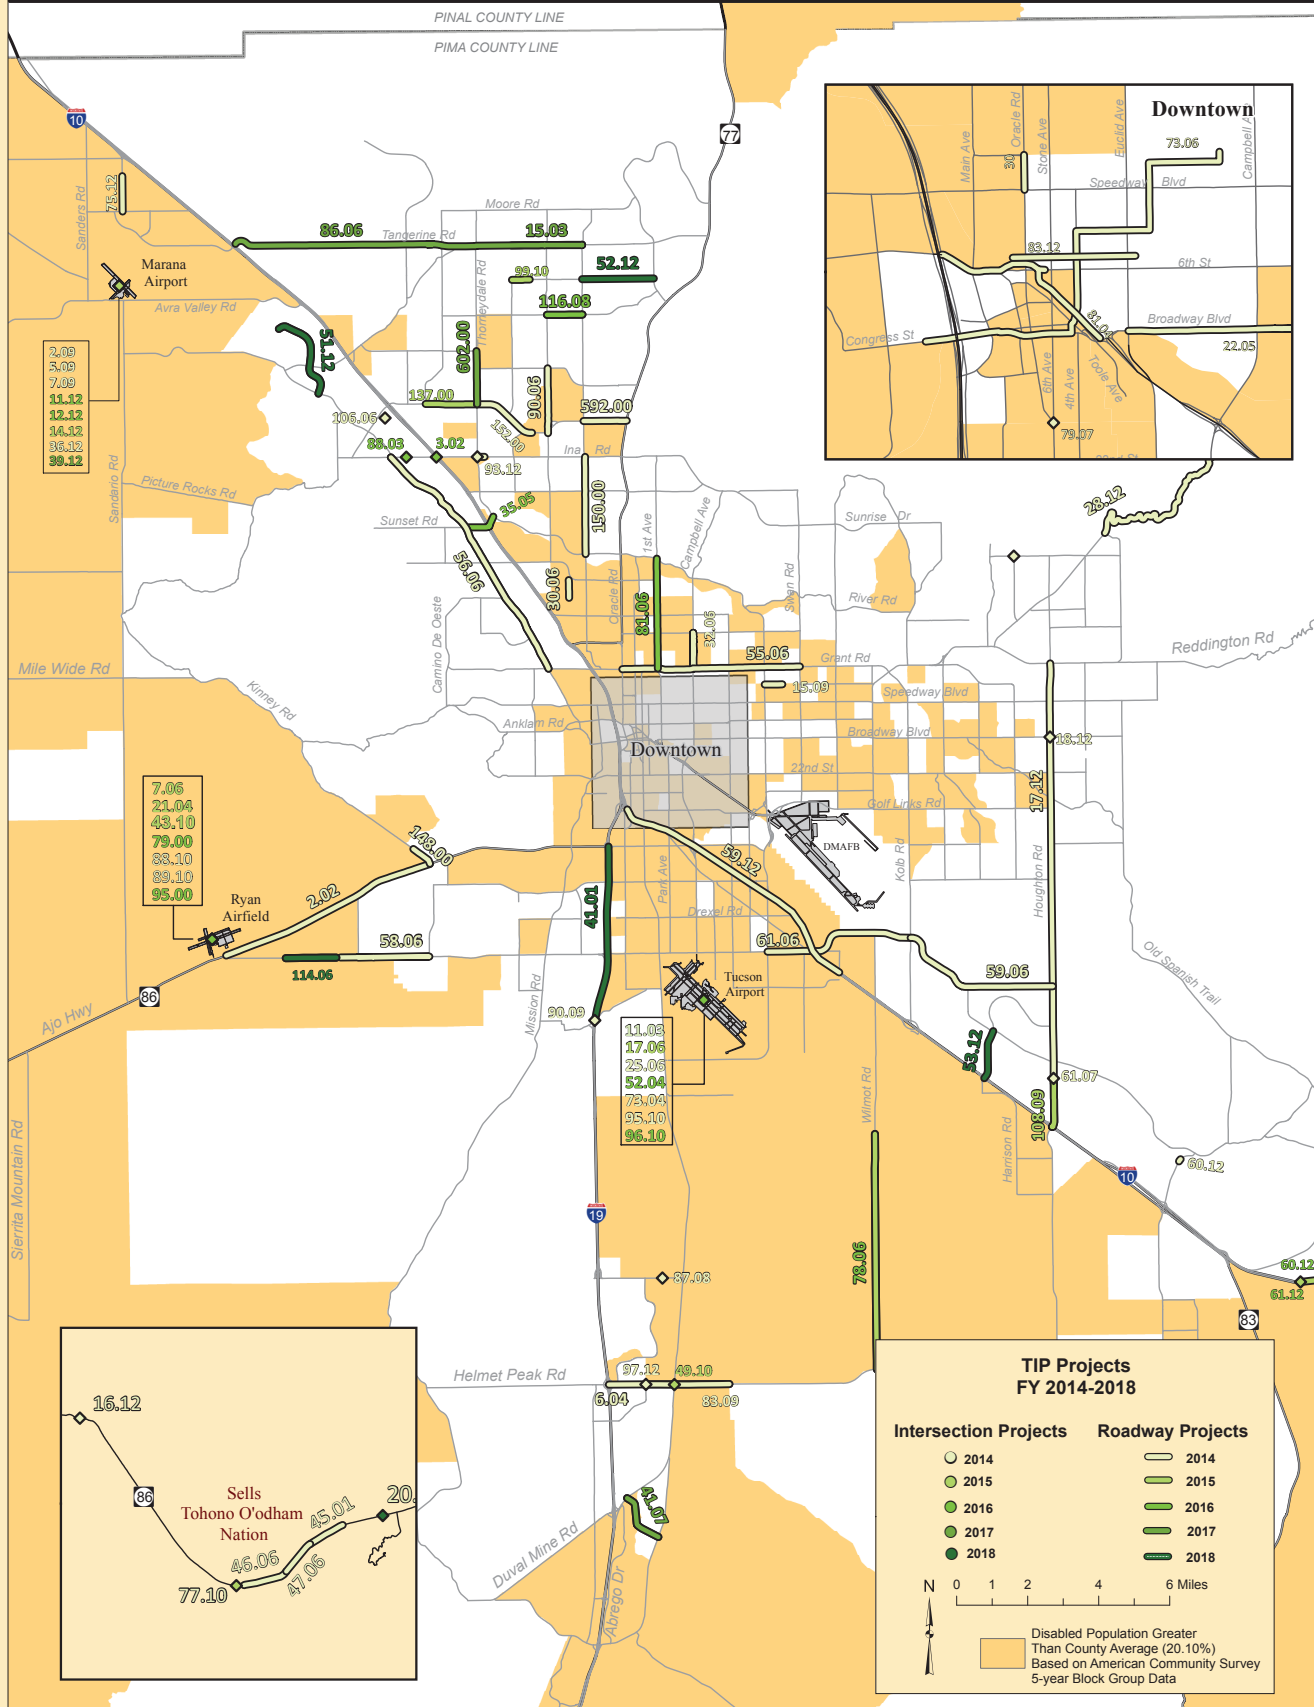 PINAL COUNTY LINE
PIMA COUNTY LINE
10
77
Downtown
73.06
Campbell A
Euclid Ave
Oracle Rd
Stone Ave
Main Ave
30
Speedway Blvd
83.12
6th St
81.04
Broadway Blvd
22.05
Congress St
6th Ave
4th Ave
Toole Ave
79.07
Sanders Rd
75.12
Moore Rd
86.06
Tangerine Rd
15.03
Marana
Airport
Avra Valley Rd
Thorneydale Rd
99.10
52.12
116.08
51.12
602.00
2.09
5.09
7.09
11.12
12.12
14.12
36.12
39.12
137.00
90.06
592.00
106.06
152.00
88.03
3.02
93.12
Ina Rd
Sandario Rd
Picture Rocks Rd
Sunset Rd
35.05
150.00
1st Ave
Campbell Ave
Sunrise Dr
28.12
56.06
30.06
Oracle Rd
81.06
32.06
Swan Rd
River Rd
Camino De Oeste
55.06
Grant Rd
Reddington Rd
Mile Wide Rd
Kinney Rd
15.09
Speedway Blvd
Anklam Rd
Downtown
Broadway Blvd
18.12
22nd St
Golf Links Rd
17.12
7.06
21.04
43.10
79.00
88.10
89.10
95.00
148.00
59.12
DMAFB
Kolb Rd
Houghton Rd
Park Ave
2.02
Ryan
Airfield
41.01
Drexel Rd
58.06
61.06
114.06
59.06
Old Spanish Trail
86
Ajo Hwy
Mission Rd
Tucson
Airport
90.09
11.03
17.06
25.06
52.04
73.04
95.10
96.10
53.12
61.07
108.09
Wilmot Rd
Harrison Rd
60.12
10
Sierrita Mountain Rd
19
78.06
87.08
60.12
61.12
83
Helmet Peak Rd
97.12
49.10
6.04
83.09
41.07
Duval Mine Rd
Abrego Dr
16.12
86
Sells
Tohono O'odham
Nation
45.01
20.
46.06
47.06
77.10
TIP Projects
FY 2014-2018
Intersection Projects Roadway Projects
2014 2014
2015 2015
2016 2016
2017 2017
2018 2018
N
0 1 2 4 6 Miles
Disabled Population Greater
Than County Average (20.10%)
Based on American Community Survey
5-year Block Group Data